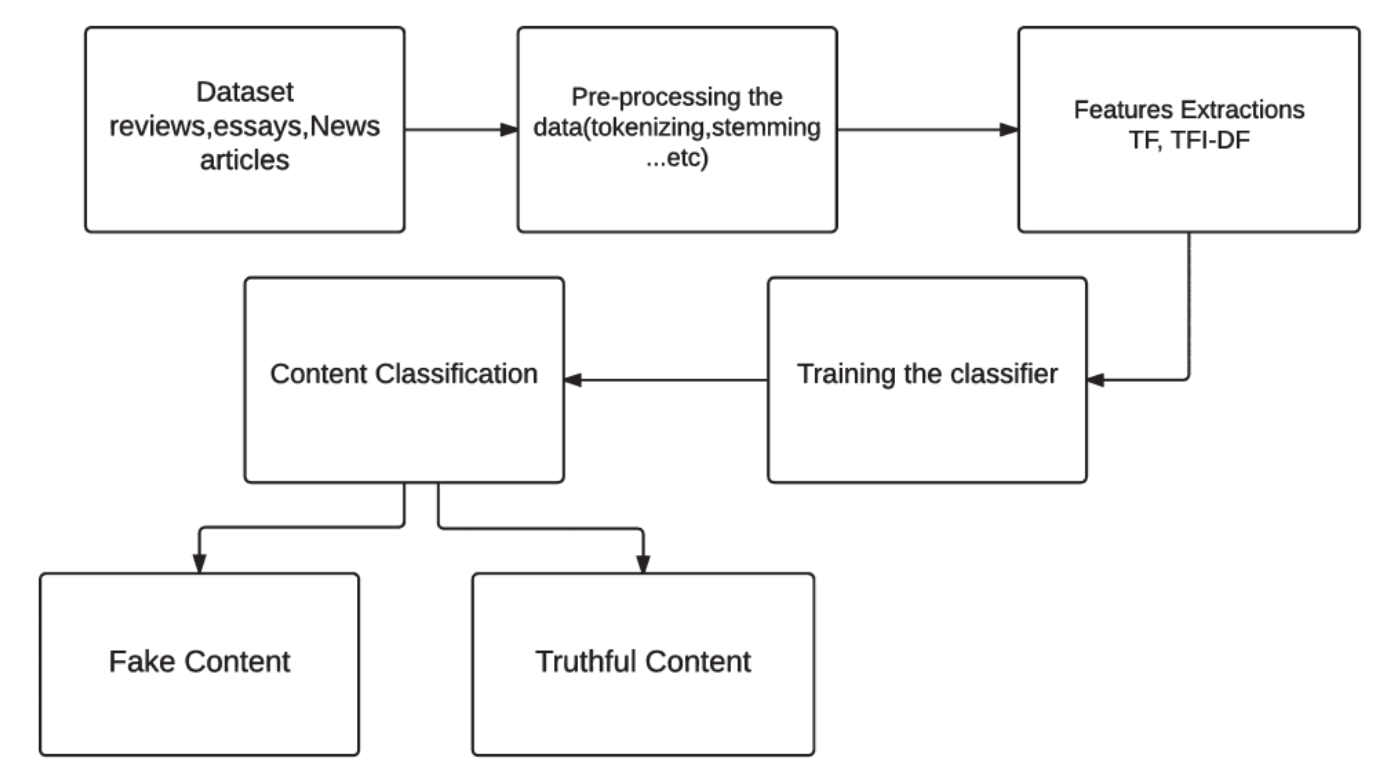 Dataset
reviews,essays,News
articles
Pre-processing the
data(tokenizing,stemming
...etc)
Features Extractions
TF, TFI-DF
Content Classification
Training the classifier
Fake Content
Truthful Content